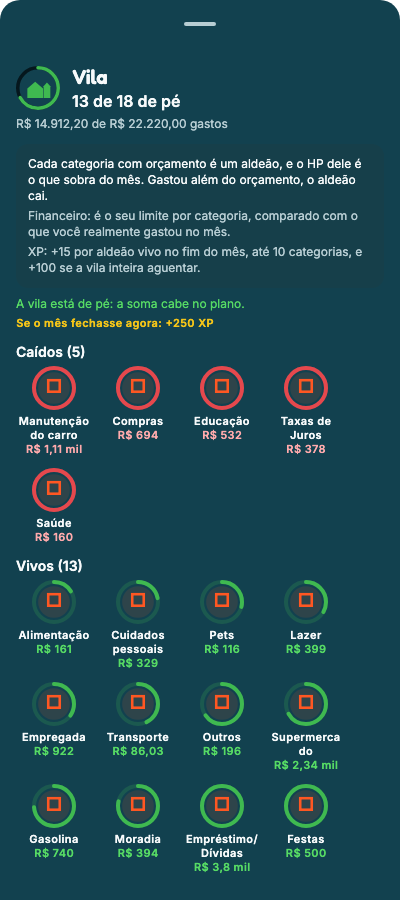 Vila
13 de 18 de pé
R$ 14.912,20 de R$ 22.220,00 gastos
Cada categoria com orçamento é um aldeão, e o HP dele é
o que sobra do mês. Gastou além do orçamento, o aldeão
cai.
Financeiro: é o seu limite por categoria, comparado com o
que você realmente gastou no mês.
XP: +15 por aldeão vivo no fim do mês, até 10 categorias, e
+100 se a vila inteira aguentar.
A vila está de pé: a soma cabe no plano.
Se o mês fechasse agora: +250 XP
Caídos (5)
Manutenção
do carro
R$ 1,11 mil
Compras
R$ 694
Educação
R$ 532
Taxas de
Juros
R$ 378
Saúde
R$ 160
Vivos (13)
Alimentação
R$ 161
Cuidados
pessoais
R$ 329
Pets
R$ 116
Lazer
R$ 399
Empregada
R$ 922
Transporte
R$ 86,03
Outros
R$ 196
Supermerca
do
R$ 2,34 mil
Gasolina
R$ 740
Moradia
R$ 394
Empréstimo/
Dívidas
R$ 3,8 mil
Festas
R$ 500